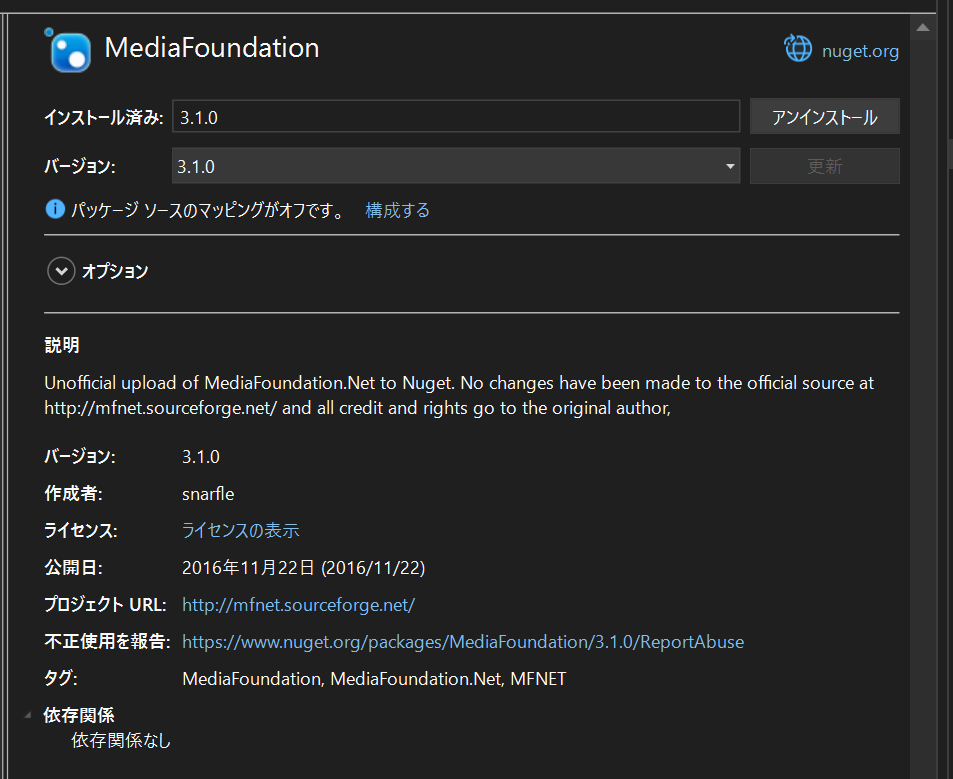 MediaFoundation
nuget.org
インストール済み: 3.1.0 アンインストール
バージョン: 3.1.0 更新
パッケージ ソースのマッピングがオフです。 構成する
オプション
説明
Unofficial upload of MediaFoundation.Net to Nuget. No changes have been made to the official source at
http://mfnet.sourceforge.net/ and all credit and rights go to the original author,
バージョン: 3.1.0
作成者: snarfle
ライセンス: ライセンスの表示
公開日: 2016年11月22日 (2016/11/22)
プロジェクト URL: http://mfnet.sourceforge.net/
不正使用を報告: https://www.nuget.org/packages/MediaFoundation/3.1.0/ReportAbuse
タグ: MediaFoundation, MediaFoundation.Net, MFNET
依存関係
依存関係なし